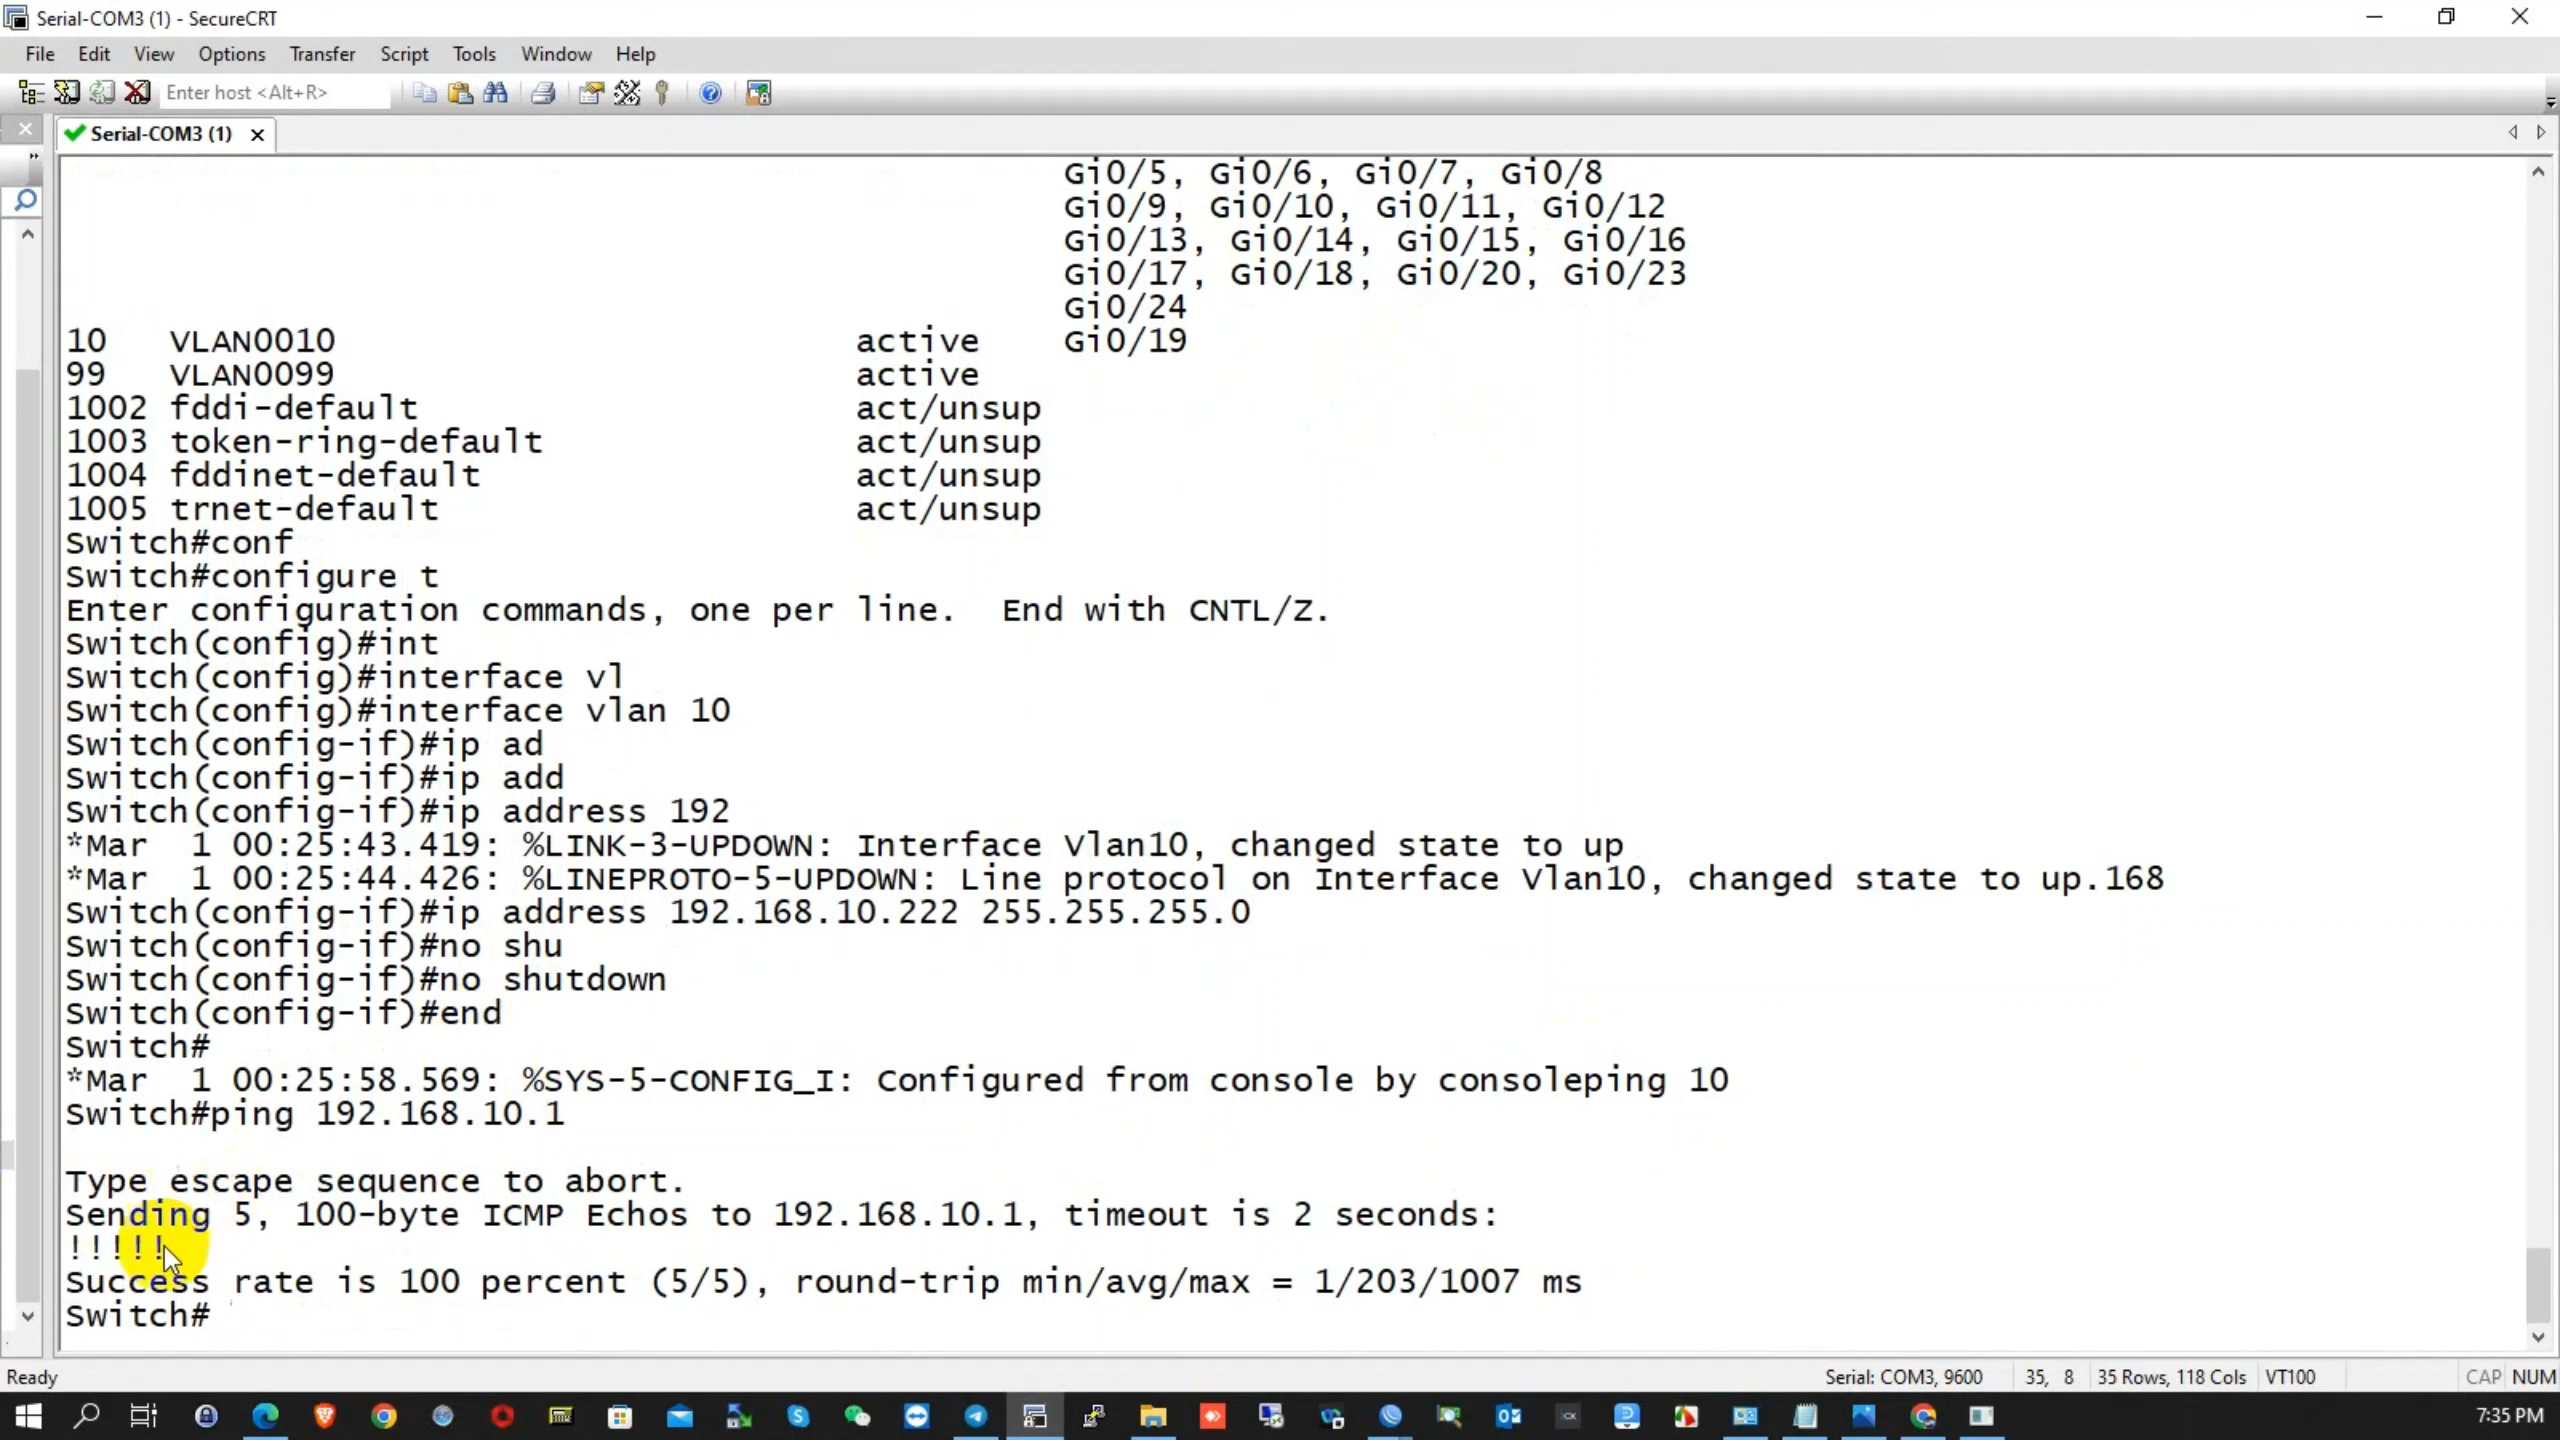 Serial-COM3 (1) - SecureCRT
File Edit View Options Transfer Script Tools Window Help
Enter host <Alt+R>
Serial-COM3 (1)
Gi0/5, Gi0/6, Gi0/7, Gi0/8
Gi0/9, Gi0/10, Gi0/11, Gi0/12
Gi0/13, Gi0/14, Gi0/15, Gi0/16
Gi0/17, Gi0/18, Gi0/20, Gi0/23
Gi0/24
10 VLAN0010 active Gi0/19
99 VLAN0099 active
1002 fddi-default act/unsup
1003 token-ring-default act/unsup
1004 fddinet-default act/unsup
1005 trnet-default act/unsup
Switch#conf
Switch#configure t
Enter configuration commands, one per line.  End with CNTL/Z.
Switch(config)#int
Switch(config)#interface vl
Switch(config)#interface vlan 10
Switch(config-if)#ip ad
Switch(config-if)#ip add
Switch(config-if)#ip address 192
*Mar  1 00:25:43.419: %LINK-3-UPDOWN: Interface Vlan10, changed state to up
*Mar  1 00:25:44.426: %LINEPROTO-5-UPDOWN: Line protocol on Interface Vlan10, changed state to up.168
Switch(config-if)#ip address 192.168.10.222 255.255.255.0
Switch(config-if)#no shu
Switch(config-if)#no shutdown
Switch(config-if)#end
Switch#
*Mar  1 00:25:58.569: %SYS-5-CONFIG_I: Configured from console by consoleping 10
Switch#ping 192.168.10.1
Type escape sequence to abort.
Sending 5, 100-byte ICMP Echos to 192.168.10.1, timeout is 2 seconds:
!!!!!
Success rate is 100 percent (5/5), round-trip min/avg/max = 1/203/1007 ms
Switch#
Ready Serial: COM3, 9600 35, 8 35 Rows, 118 Cols VT100 CAP NUM
7:35 PM